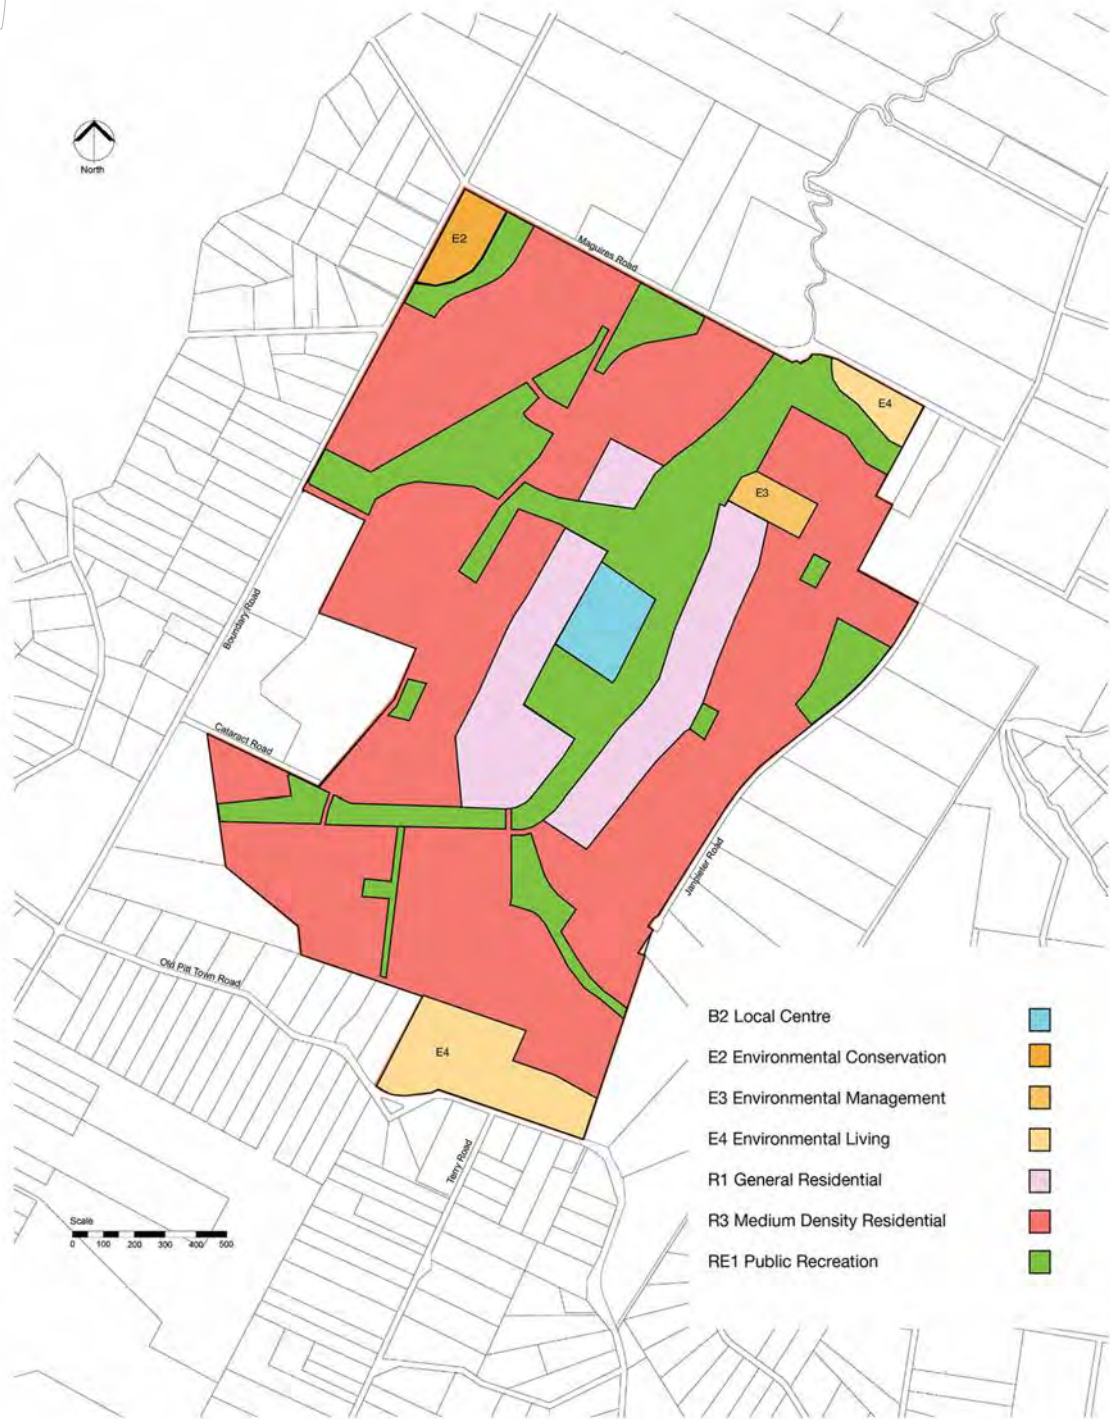 North
E2
Maguires Road
E4
E3
Boundary Road
Cataract Road
Janpieter Road
Old Pitt Town Road
E4
Terry Road
B2 Local Centre
E2 Environmental Conservation
E3 Environmental Management
E4 Environmental Living
R1 General Residential
R3 Medium Density Residential
RE1 Public Recreation
Scale
0 100 200 300 400 500